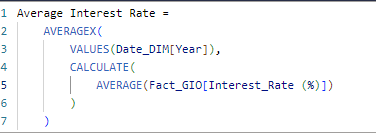 1 Average Interest Rate =
2 AVERAGEX(
3 VALUES(Date_DIM[Year]),
4 CALCULATE(
5 AVERAGE(Fact_GIO[Interest_Rate (%)])
6 )
7 )